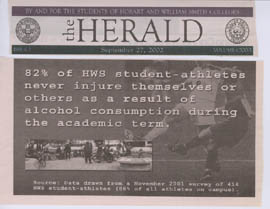 BY AND FOR THE STUDENTS OF HOBART AND WILLIAM SMITH COLLEGES
the HERALD
September 27, 2002
82% of HWS student-athletes
never injure themselves or
others as a result of
alcohol consumption during
the academic term.
Source: Data drawn from a November 2001 survey of 414
HWS student-athletes (86% of all athletes on campus).